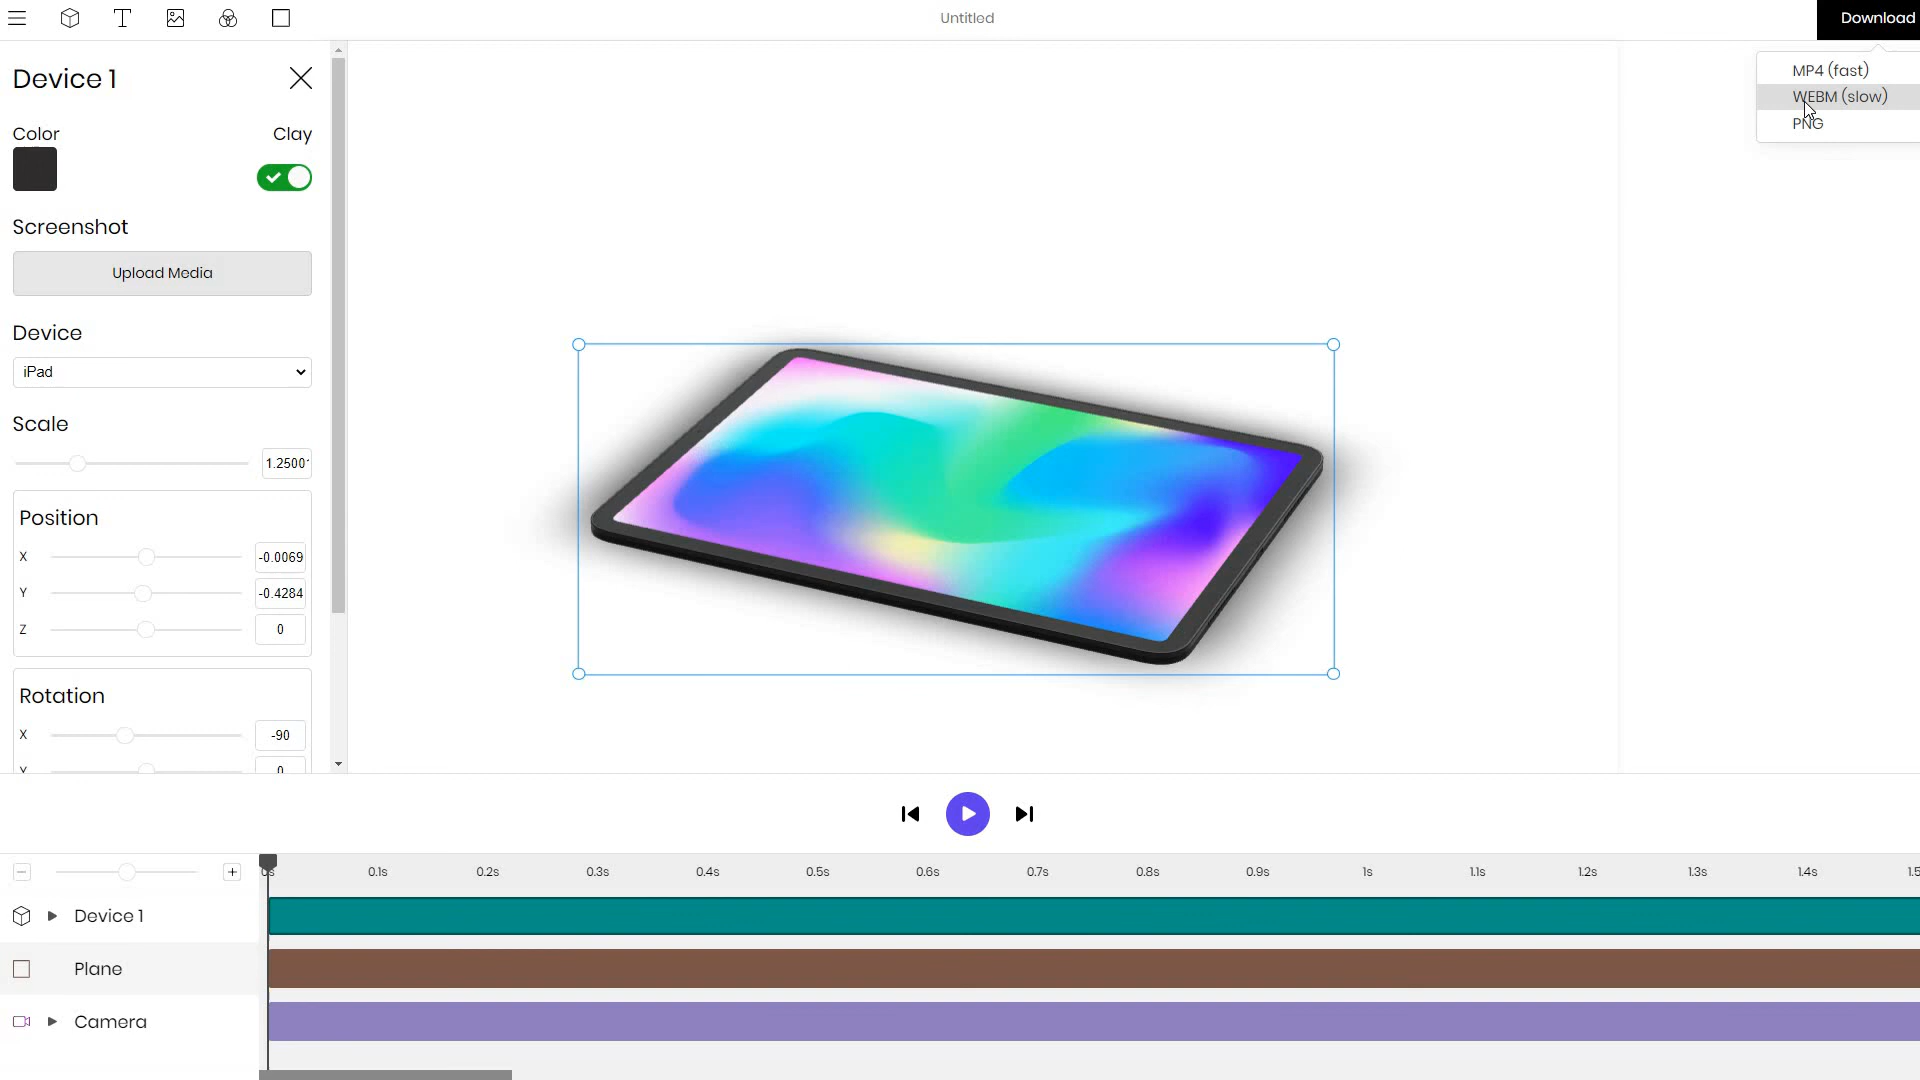 Untitled
Download
MP4 (fast)
WEBM (slow)
PNG
Device 1
Color
Clay
Screenshot
Upload Media
Device
iPad
Scale
1.2500
Position
X
-0.0069
Y
-0.4284
Z
0
Rotation
X
-90
Y
0
0s
0.1s
0.2s
0.3s
0.4s
0.5s
0.6s
0.7s
0.8s
0.9s
1s
1.1s
1.2s
1.3s
1.4s
1.5
Device 1
Plane
Camera